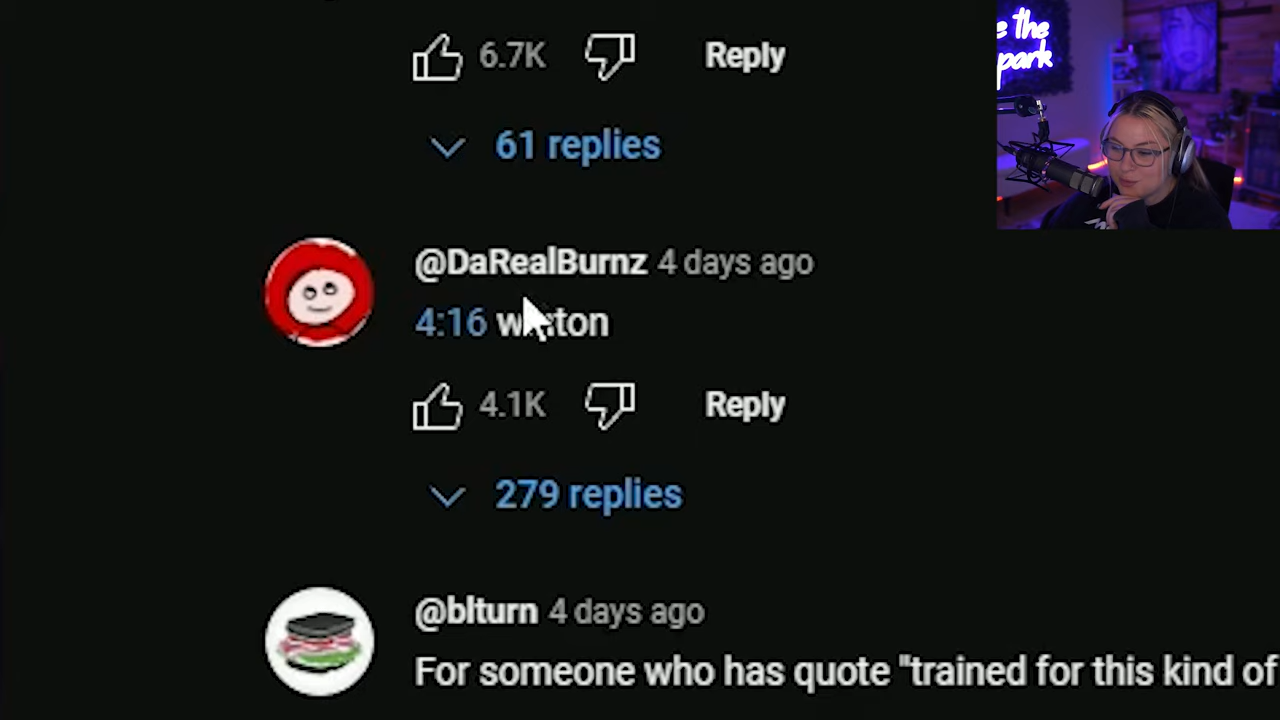 e the
park
6.7K Reply
61 replies
@DaRealBurnz 4 days ago
4:16
4.1K Reply
279 replies
@blturn 4 days ago
For someone who has quote "trained for this kind of